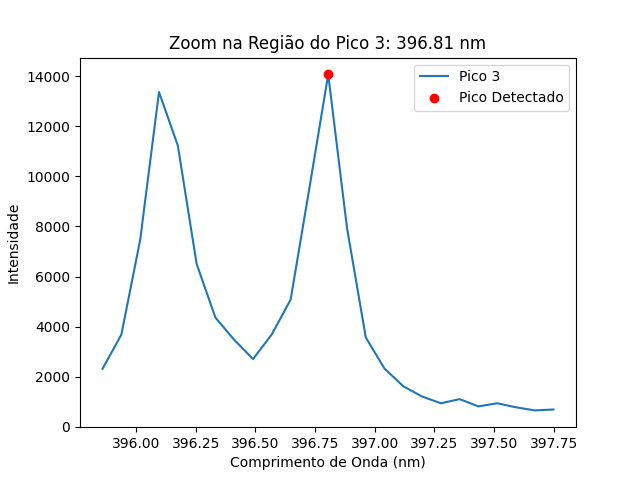 Zoom na Região do Pico 3: 396.81 nm
Pico 3
Pico Detectado
14000
12000
10000
8000
6000
4000
2000
0
Intensidade
396.00 396.25 396.50 396.75 397.00 397.25 397.50 397.75
Comprimento de Onda (nm)